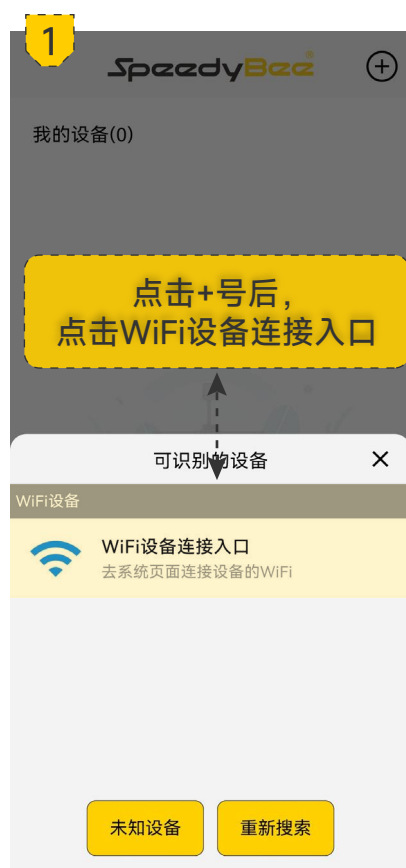 1
SpeedyBee
我的设备(0)
点击+号后，
点击WiFi设备连接入口
可识别的设备
WiFi设备
WiFi设备连接入口
去系统页面连接设备的WiFi
未知设备
重新搜索